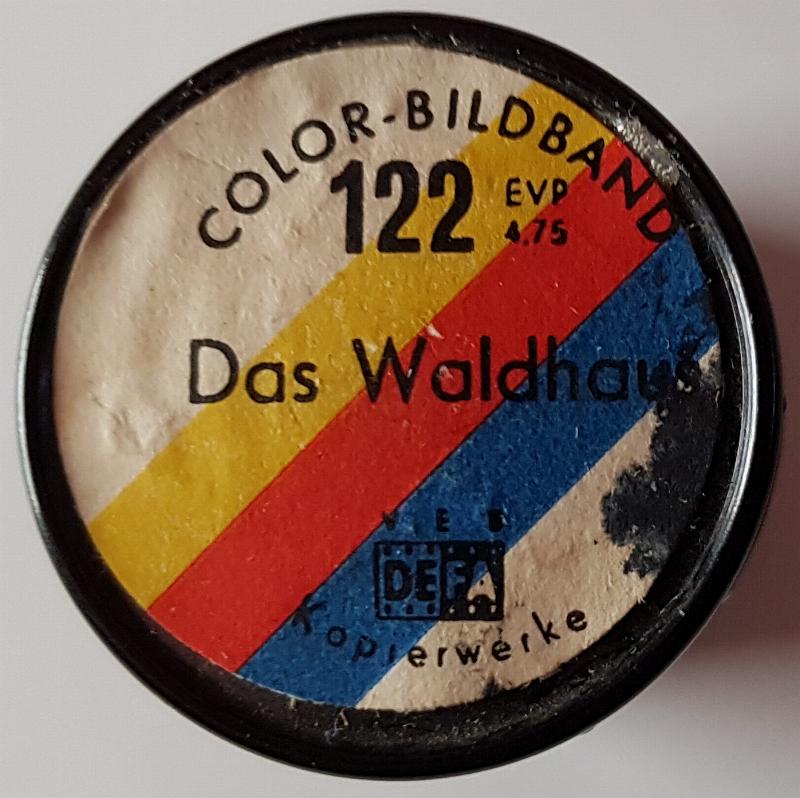 COLOR-BILDBAND
122
EVP
4.75
Das Waldhaus
VEB
DEFA
Kopierwerke